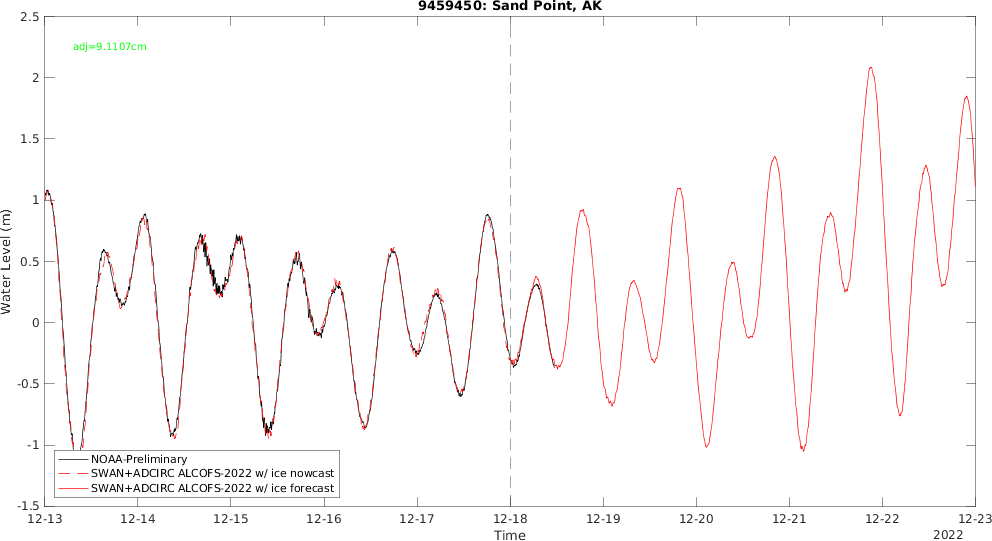 9459450: Sand Point, AK
adj=9.1107cm
2.5
2
1.5
1
0.5
0
-0.5
-1
-1.5
Water Level (m)
NOAA-Preliminary
SWAN+ADCIRC ALCOFS-2022 w/ ice nowcast
SWAN+ADCIRC ALCOFS-2022 w/ ice forecast
12-13 12-14 12-15 12-16 12-17 12-18 12-19 12-20 12-21 12-22 12-23
Time
2022